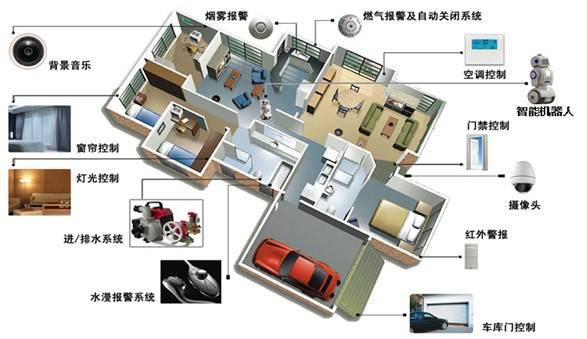 烟雾报警
燃气报警及自动关闭系统
背景音乐
空调控制
智能机器人
窗帘控制
门禁控制
灯光控制
摄像头
进/排水系统
红外警报
水漫报警系统
车库门控制